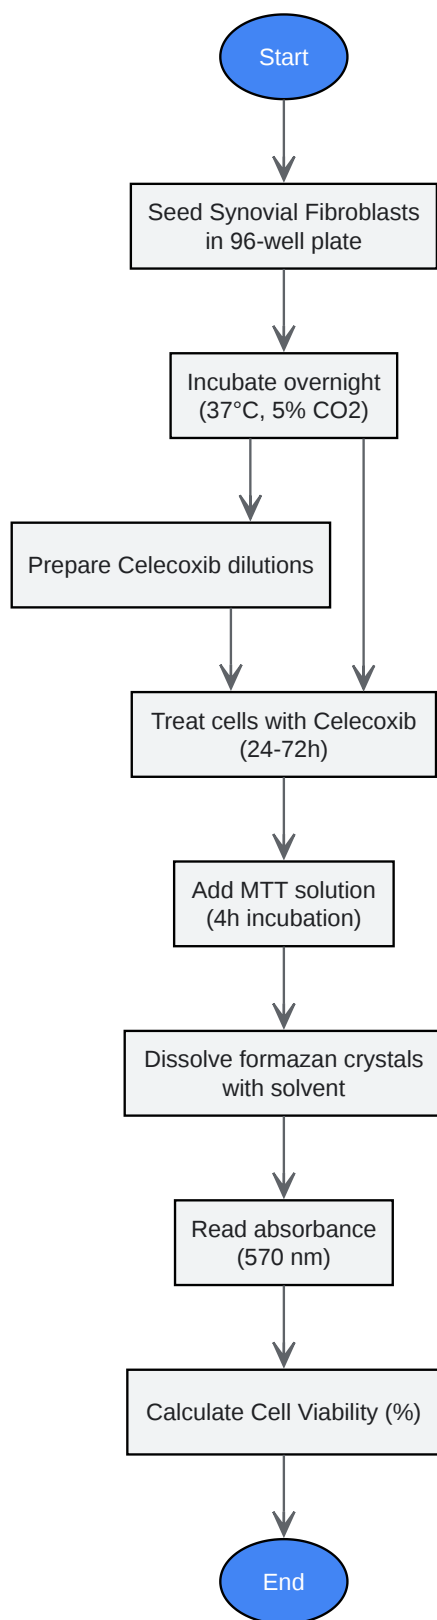 Start
Seed Synovial Fibroblasts
in 96-well plate
Incubate overnight
(37°C, 5% CO2)
Prepare Celecoxib dilutions
Treat cells with Celecoxib
(24-72h)
Add MTT solution
(4h incubation)
Dissolve formazan crystals
with solvent
Read absorbance
(570 nm)
Calculate Cell Viability (%)
End